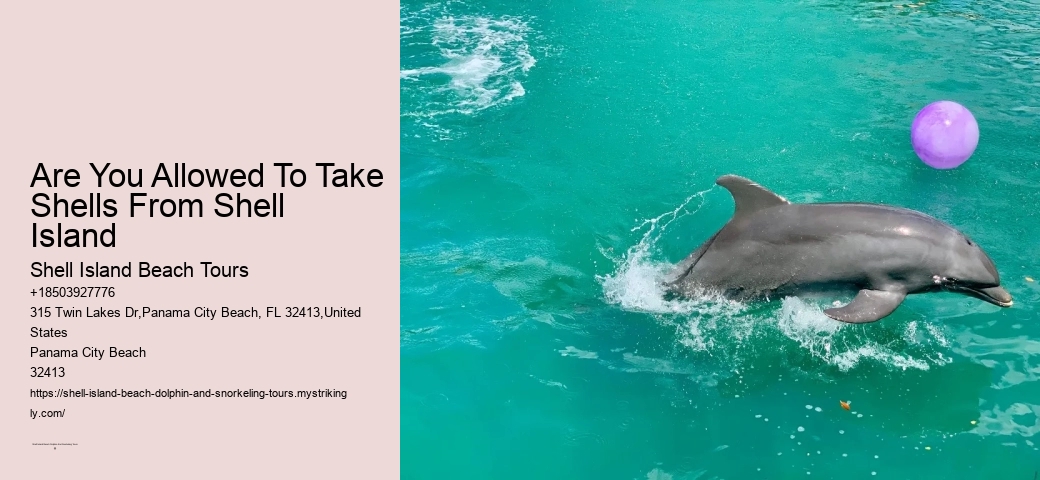 Are You Allowed To Take
Shells From Shell
Island
Shell Island Beach Tours
+18503927776
315 Twin Lakes Dr,Panama City Beach, FL 32413,United
States
Panama City Beach
32413
https://shell-island-beach-dolphin-and-snorkeling-tours.mystriking
ly.com/